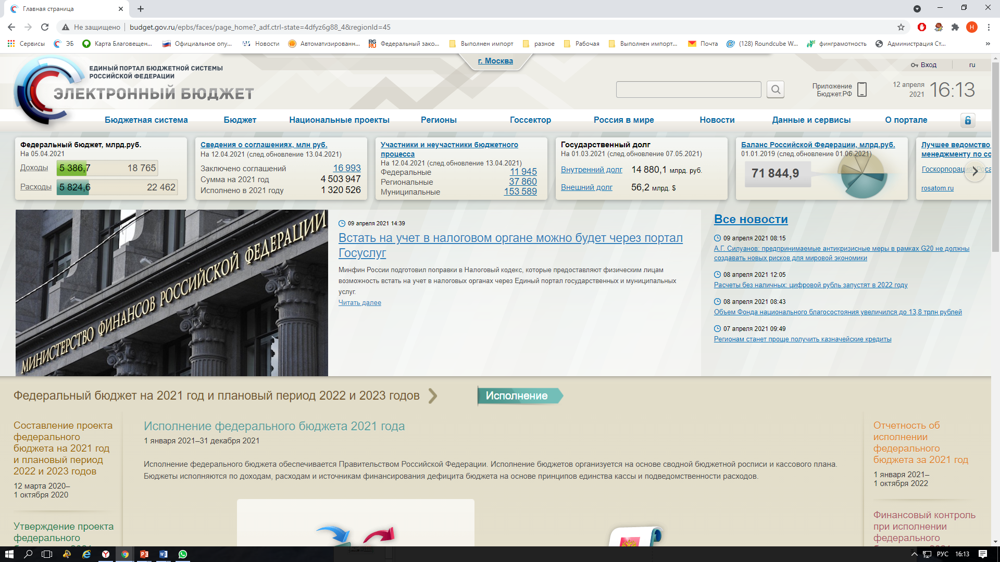 Главная страница
Не защищено
budget.gov.ru/epbs/faces/page_home?_adf.ctrl-state=4dfyz6g88_4&regionId=45
Н
Сервисы
ЭБ
Карта Благовещен...
Официальное опу...
Новости
Автоматизированн...
Федеральный зако...
Выполнен импорт
разное
Рабочая
Выполнен импорт...
Почта
(128) Roundcube W...
финграмотность
Администрация Ст...
»
г. Москва
ЕДИНЫЙ ПОРТАЛ БЮДЖЕТНОЙ СИСТЕМЫ
РОССИЙСКОЙ ФЕДЕРАЦИИ
ЭЛЕКТРОННЫЙ БЮДЖЕТ
Вход
ru
Приложение
Бюджет.РФ
12 апреля
2021
16:13
Бюджетная система
Бюджет
Национальные проекты
Регионы
Госсектор
Россия в мире
Новости
Данные и сервисы
О портале
Федеральный бюджет, млрд.руб.
На 05.04.2021
Доходы 5 386,7 18 765
Расходы 5 824,6 22 462
Сведения о соглашениях, млн руб.
На 12.04.2021 (след.обновление 13.04.2021)
Заключено соглашений 16 993
Сумма на 2021 год 4 503 947
Исполнено в 2021 году 1 320 526
Участники и неучастники бюджетного
процесса
На 12.04.2021 (след.обновление 13.04.2021)
Федеральные 11 945
Региональные 37 860
Муниципальные 153 589
Государственный долг
На 01.03.2021 (след.обновление 07.05.2021)
Внутренний долг 14 880,1 млрд. руб.
Внешний долг 56,2 млрд. $
Баланс Российской Федерации, млрд.руб.
01.01.2019 (след.обновление 01.06.2021)
71 844,9
Лучшее ведомство
менеджменту по со
Госкорпорация
rosatom.ru
МИНИСТЕРСТВО ФИНАНСОВ РОССИЙСКОЙ ФЕДЕРАЦИИ
09 апреля 2021 14:39
Встать на учет в налоговом органе можно будет через портал
Госуслуг
Минфин России подготовил поправки в Налоговый кодекс, которые предоставляют физическим лицам
возможность встать на учет в налоговых органах через Единый портал государственных и муниципальных
услуг.
Читать далее
Все новости
09 апреля 2021 08:15
А.Г. Силуанов: предпринимаемые антикризисные меры в рамках G20 не должны
создавать новых рисков для мировой экономики
08 апреля 2021 12:05
Расчеты без наличных: цифровой рубль запустят в 2022 году
08 апреля 2021 08:43
Объем Фонда национального благосостояния увеличился до 13,8 трлн рублей
07 апреля 2021 09:49
Регионам станет проще получить казначейские кредиты
Федеральный бюджет на 2021 год и плановый период 2022 и 2023 годов
Исполнение
Составление проекта
федерального
бюджета на 2021 год
и плановый период
2022 и 2023 годов
12 марта 2020–
1 октября 2020
Утверждение проекта
федерального
Исполнение федерального бюджета 2021 года
1 января 2021–31 декабря 2021
Исполнение федерального бюджета обеспечивается Правительством Российской Федерации. Исполнение бюджетов организуется на основе сводной бюджетной росписи и кассового плана.
Бюджеты исполняются по доходам, расходам и источникам финансирования дефицита бюджета на основе принципов единства кассы и подведомственности расходов.
Отчетность об
исполнении
федерального
бюджета за 2021 год
1 января 2021–
1 октября 2022
Финансовый контроль
при исполнении
федерального
РУС
16:13